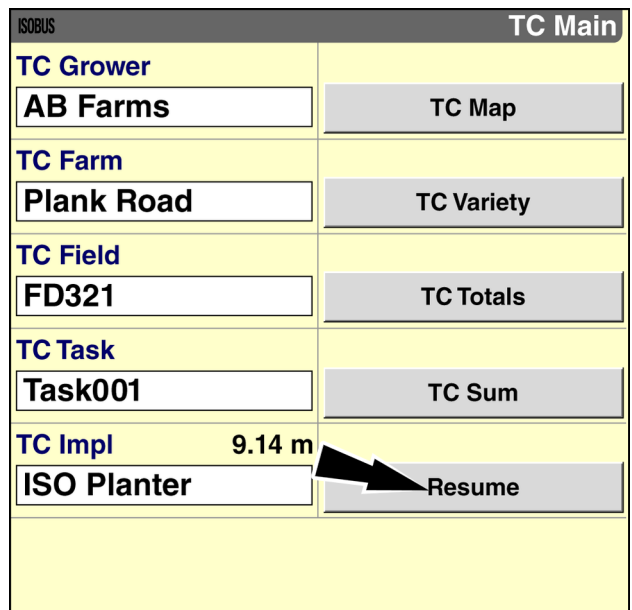 ISOBUS TC Main
TC Grower
AB Farms TC Map
TC Farm
Plank Road TC Variety
TC Field
FD321 TC Totals
TC Task
Task001 TC Sum
TC Impl 9.14 m
ISO Planter Resume